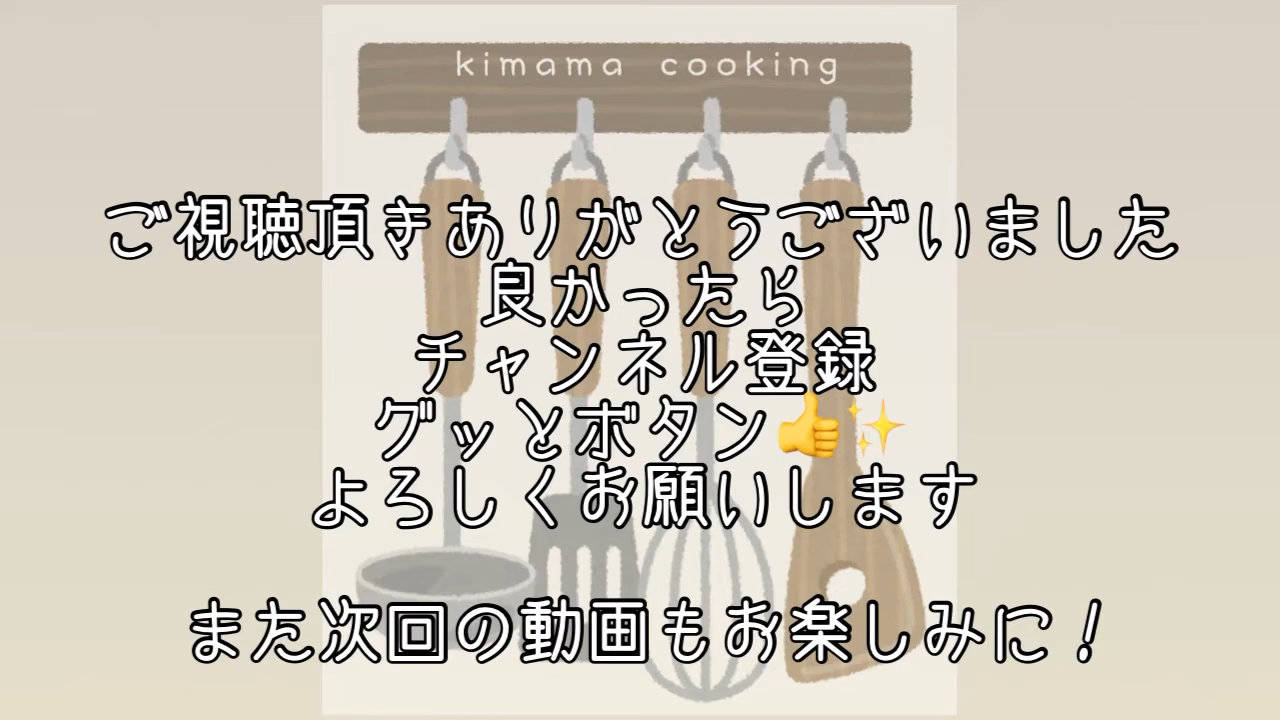 kimama cooking
ご視聴頂きありがとうございました
良かったら
チャンネル登録
グッとボタン👍✨
よろしくお願いします
また次回の動画もお楽しみに！